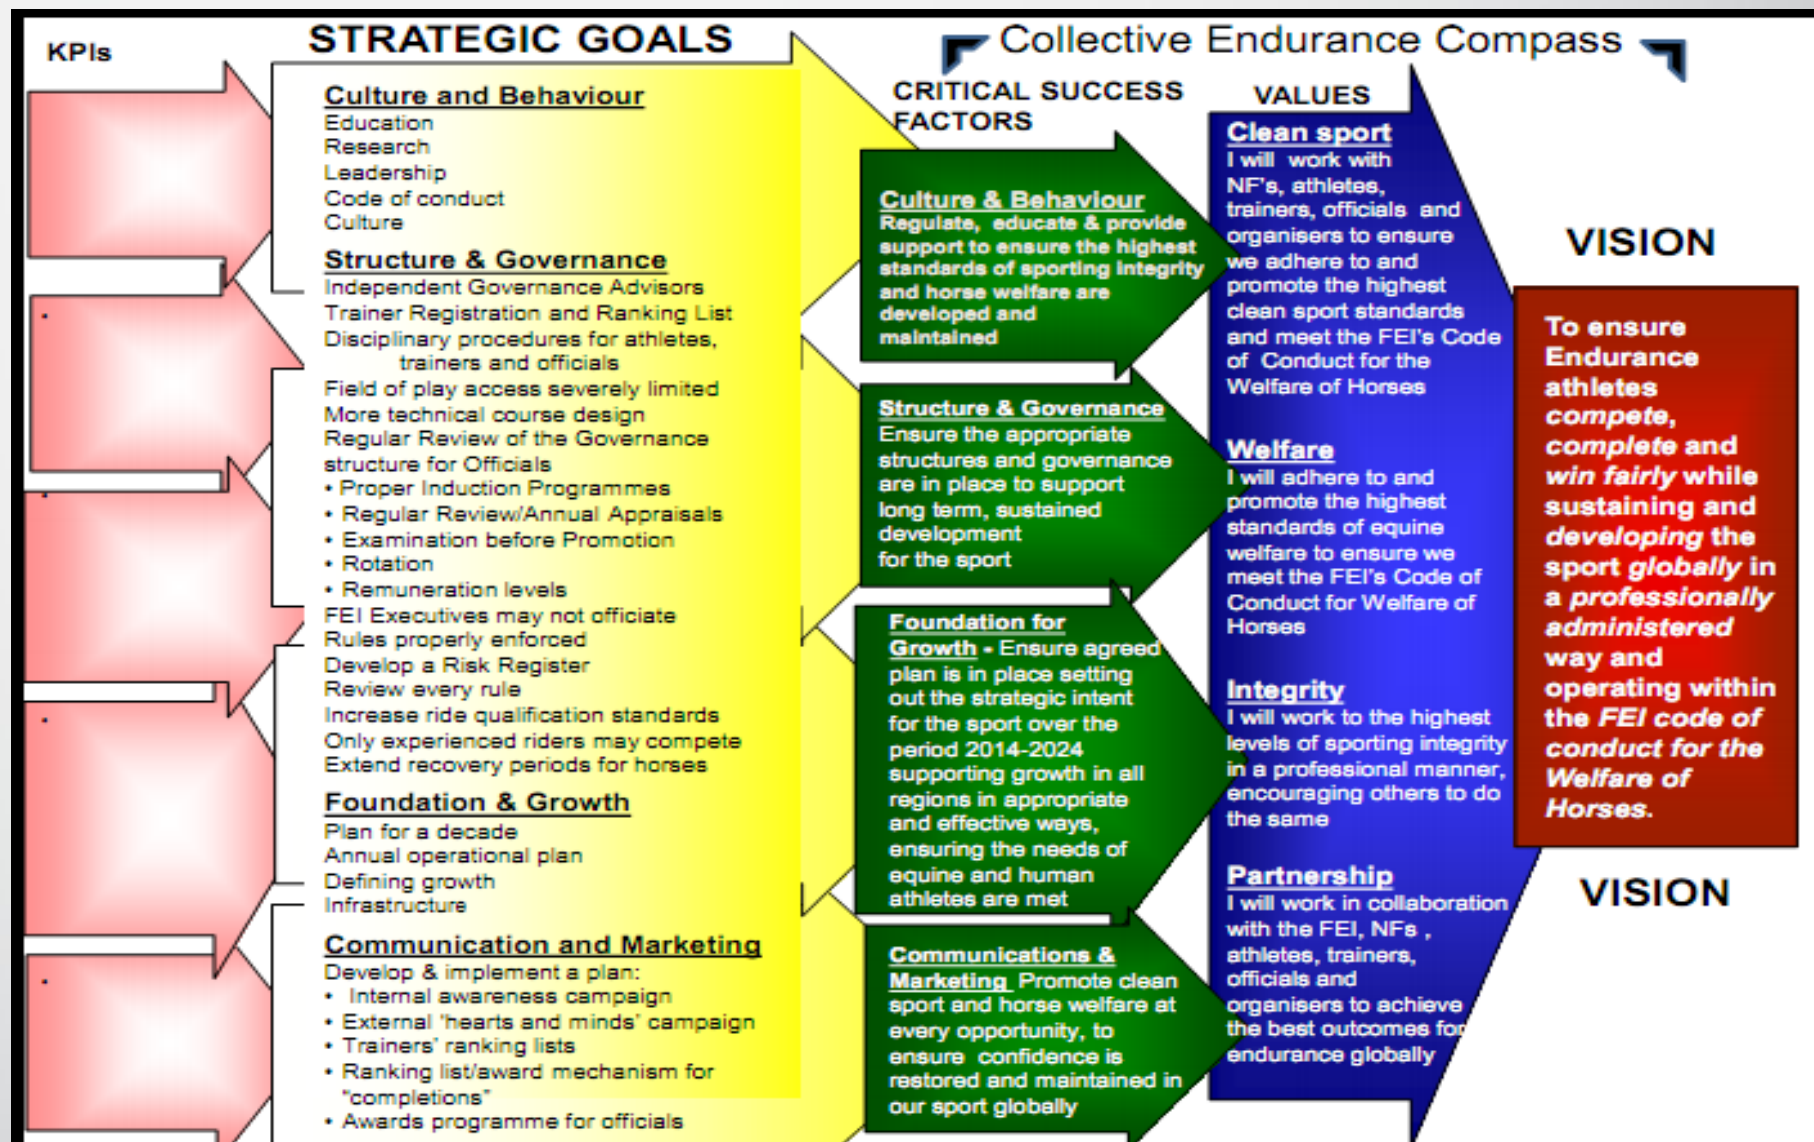 KPIs
STRATEGIC GOALS
Culture and Behaviour
Education
Research
Leadership
Code of conduct
Culture
Structure & Governance
Independent Governance Advisors
Trainer Registration and Ranking List
Disciplinary procedures for athletes,
trainers and officials
Field of play access severely limited
More technical course design
Regular Review of the Governance
structure for Officials
• Proper Induction Programmes
• Regular Review/Annual Appraisals
• Examination before Promotion
• Rotation
• Remuneration levels
FEI Executives may not officiate
Rules properly enforced
Develop a Risk Register
Review every rule
Increase ride qualification standards
Only experienced riders may compete
Extend recovery periods for horses
Foundation & Growth
Plan for a decade
Annual operational plan
Defining growth
Infrastructure
Communication and Marketing
Develop & implement a plan:
• Internal awareness campaign
• External 'hearts and minds' campaign
• Trainers' ranking lists
• Ranking list/award mechanism for
"completions"
• Awards programme for officials
Collective Endurance Compass
CRITICAL SUCCESS
FACTORS
Culture & Behaviour
Regulate, educate & provide
support to ensure the highest
standards of sporting integrity
and horse welfare are
developed and
maintained
Structure & Governance
Ensure the appropriate
structures and governance
are in place to support
long term, sustained
development
for the sport
Foundation for
Growth - Ensure agreed
plan is in place setting
out the strategic intent
for the sport over the
period 2014-2024
supporting growth in all
regions in appropriate
and effective ways,
ensuring the needs of
equine and human
athletes are met
Communications &
Marketing Promote clean
sport and horse welfare at
every opportunity, to
ensure confidence is
restored and maintained in
our sport globally
VALUES
Clean sport
I will work with
NF's, athletes,
trainers, officials and
organisers to ensure
we adhere to and
promote the highest
clean sport standards
and meet the FEI's Code
of Conduct for the
Welfare of Horses
Welfare
I will adhere to and
promote the highest
standards of equine
welfare to ensure we
meet the FEI's Code of
Conduct for Welfare of
Horses
Integrity
I will work to the highest
levels of sporting integrity
in a professional manner,
encouraging others to do
the same
Partnership
I will work in collaboration
with the FEI, NFs ,
athletes, trainers,
officials and
organisers to achieve
the best outcomes for
endurance globally
VISION
To ensure
Endurance
athletes
compete,
complete and
win fairly while
sustaining and
developing the
sport globally in
a professionally
administered
way and
operating within
the FEI code of
conduct for the
Welfare of
Horses.
VISION